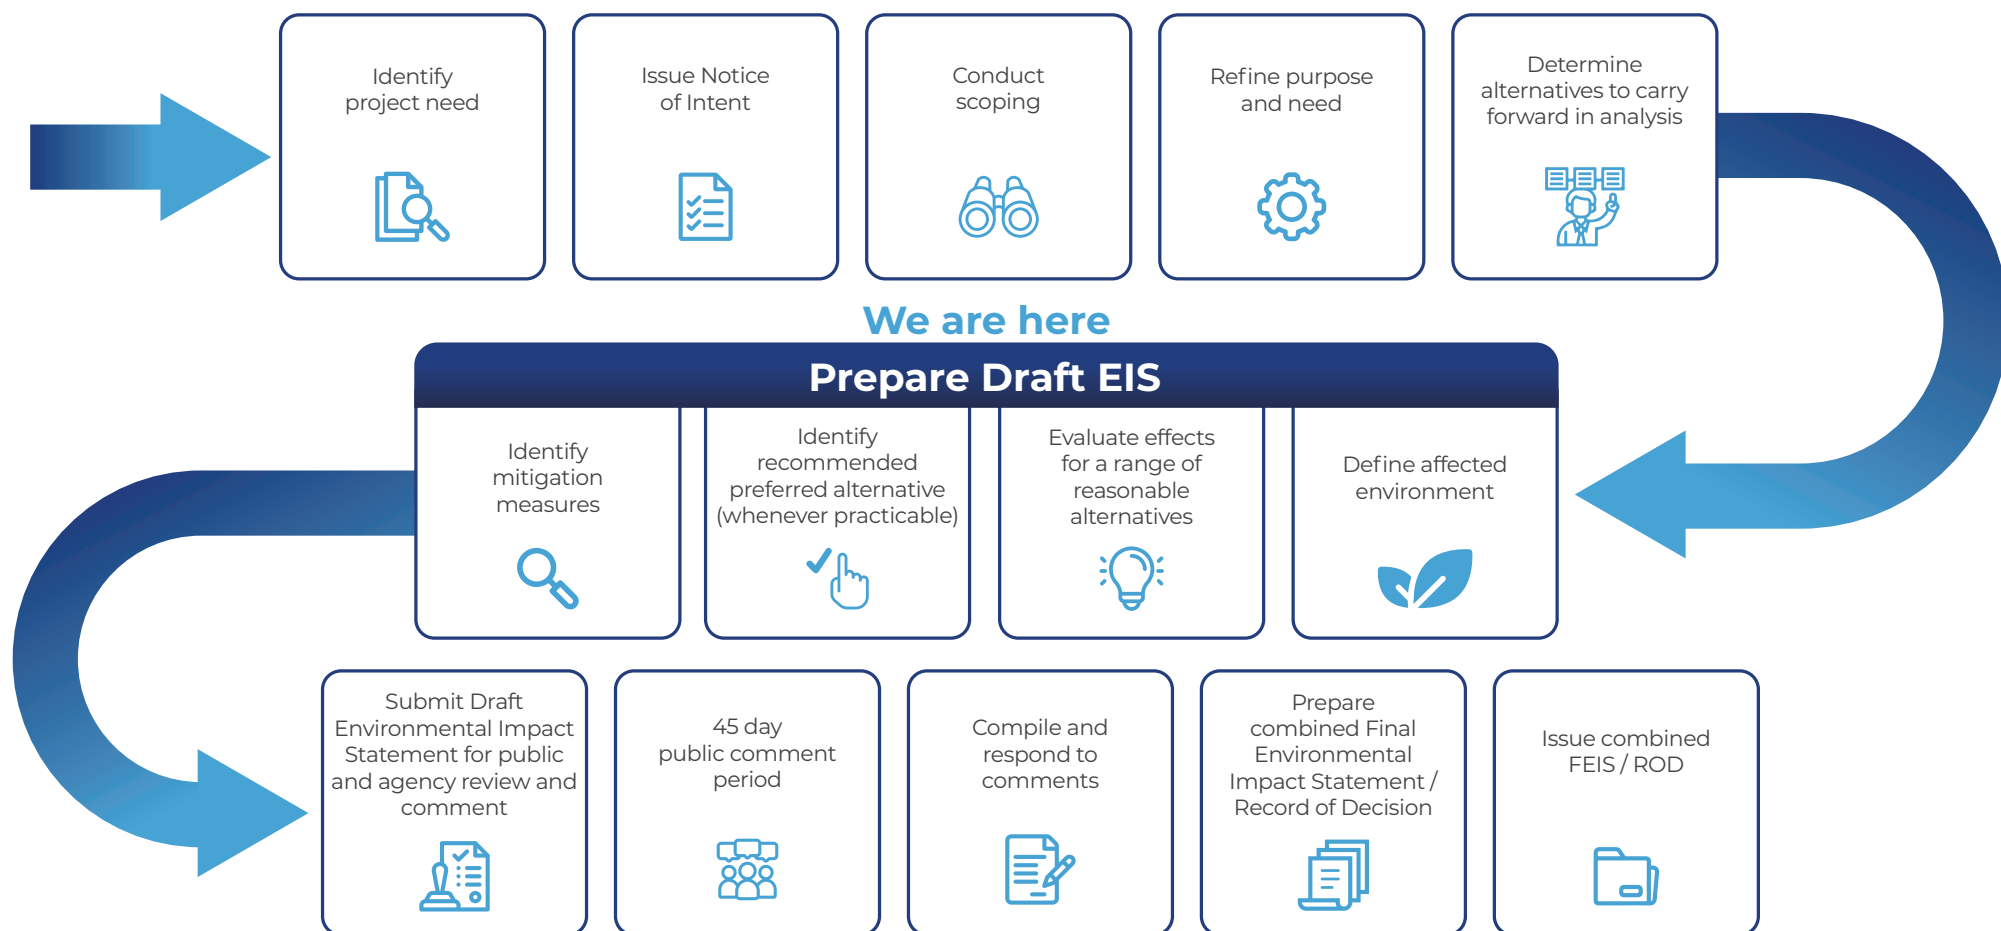 Identify
project need
Issue Notice
of Intent
Conduct
scoping
Refine purpose
and need
Determine
alternatives to carry
forward in analysis
We are here
Prepare Draft EIS
Identify
mitigation
measures
Identify
recommended
preferred alternative
(whenever practicable)
Evaluate effects
for a range of
reasonable
alternatives
Define affected
environment
Submit Draft
Environmental Impact
Statement for public
and agency review and
comment
45 day
public comment
period
Compile and
respond to
comments
Prepare
combined Final
Environmental
Impact Statement /
Record of Decision
Issue combined
FEIS / ROD